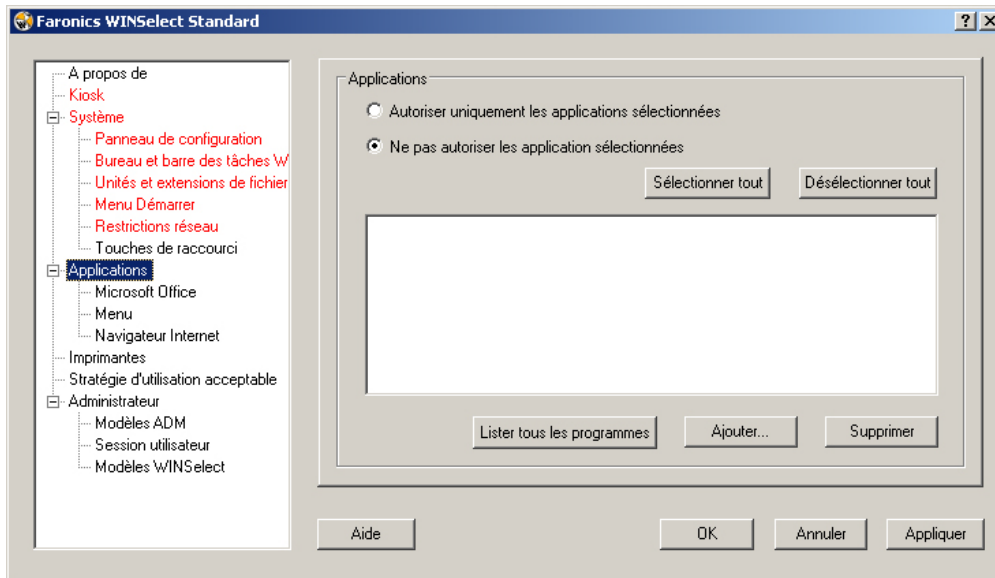 Faronics WINSelect Standard
A propos de
Kiosk
Système
Panneau de configuration
Bureau et barre des tâches W
Unités et extensions de fichier
Menu Démarrer
Restrictions réseau
Touches de raccourci
Applications
Microsoft Office
Menu
Navigateur Internet
Imprimantes
Stratégie d'utilisation acceptable
Administrateur
Modèles ADM
Session utilisateur
Modèles WINSelect
Applications
Autoriser uniquement les applications sélectionnées
Ne pas autoriser les application sélectionnées
Sélectionner tout
Désélectionner tout
Lister tous les programmes
Ajouter...
Supprimer
Aide
OK
Annuler
Appliquer